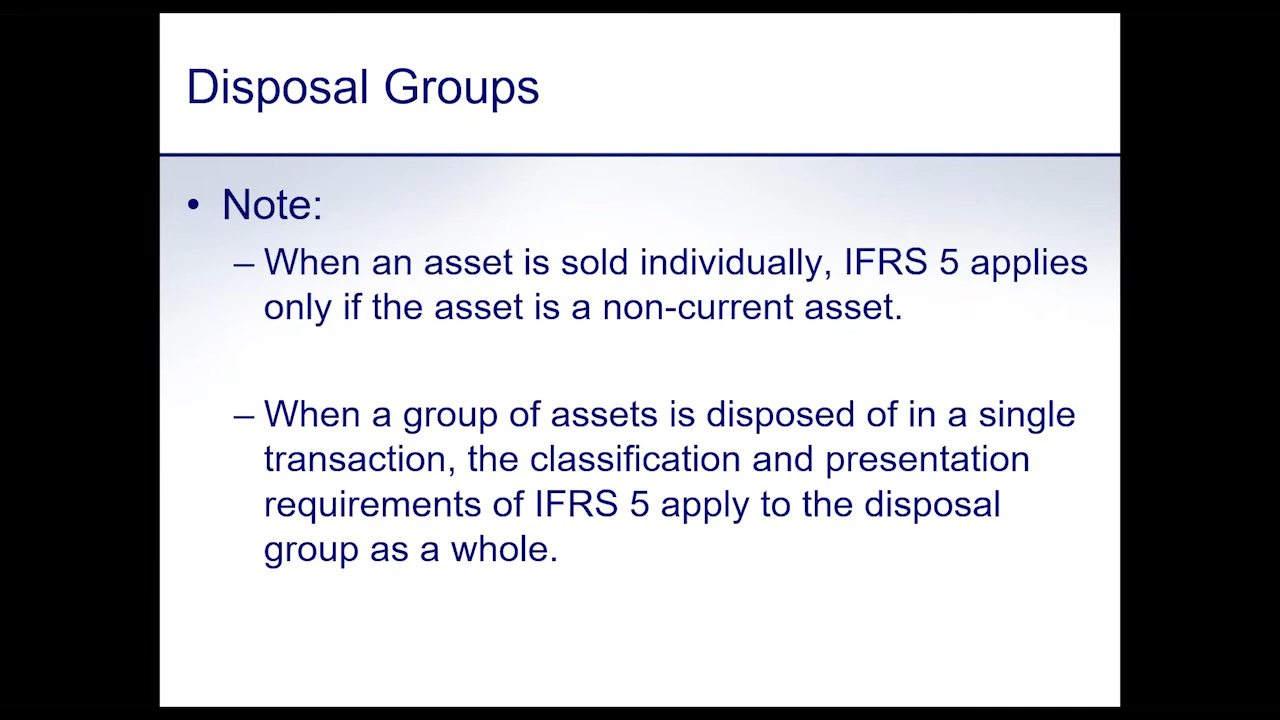 Disposal Groups
• Note:
– When an asset is sold individually, IFRS 5 applies
only if the asset is a non-current asset.
– When a group of assets is disposed of in a single
transaction, the classification and presentation
requirements of IFRS 5 apply to the disposal
group as a whole.